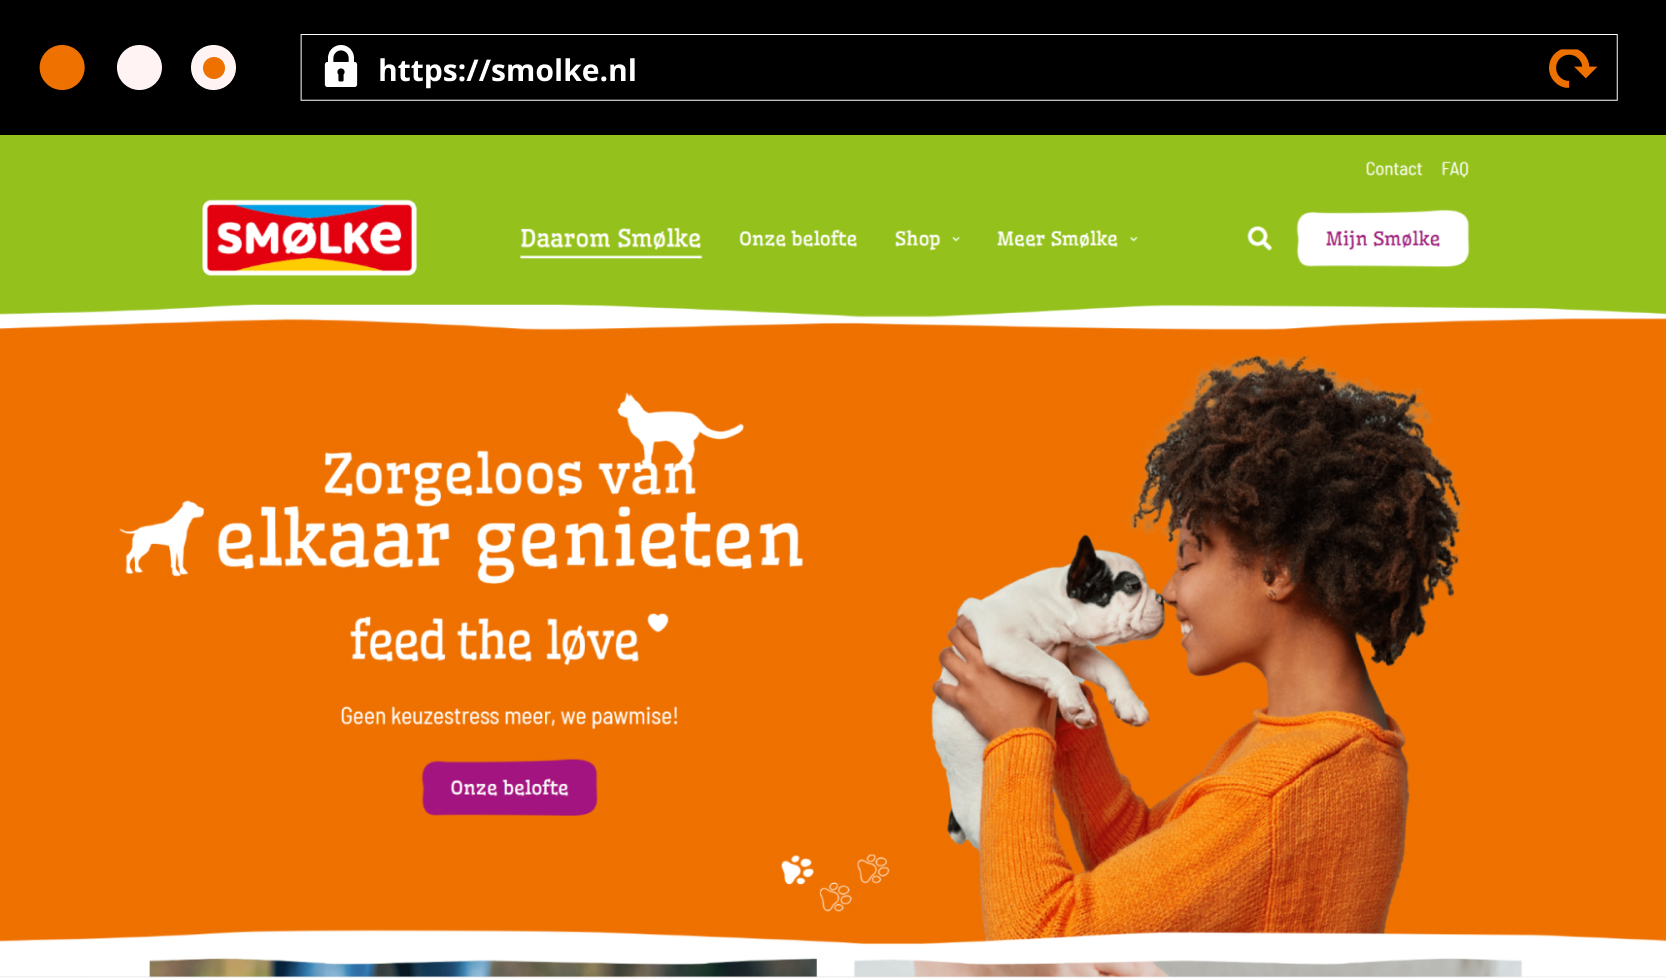 https://smolke.nl
Contact FAQ
SMØLKE
Daarom Smølke Onze belofte Shop Meer Smølke Mijn Smølke
Zorgeloos van
elkaar genieten
feed the løve
Geen keuzestress meer, we pawmise!
Onze belofte